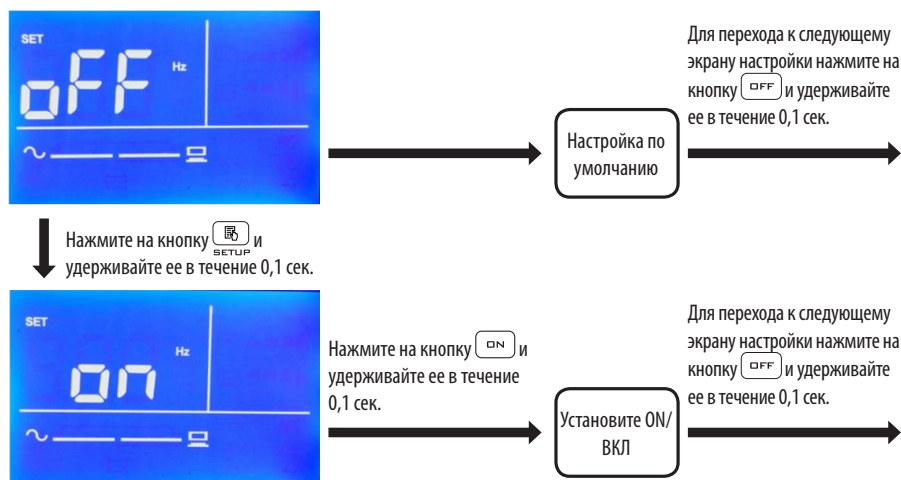 SET
oFF Hz
Настройка по
умолчанию
Для перехода к следующему
экрану настройки нажмите на
кнопку OFF и удерживайте
ее в течение 0,1 сек.
Нажмите на кнопку SETUP и
удерживайте ее в течение 0,1 сек.
SET
on Hz
Нажмите на кнопку ON и
удерживайте ее в течение
0,1 сек.
Установите ON/
ВКЛ
Для перехода к следующему
экрану настройки нажмите на
кнопку OFF и удерживайте
ее в течение 0,1 сек.